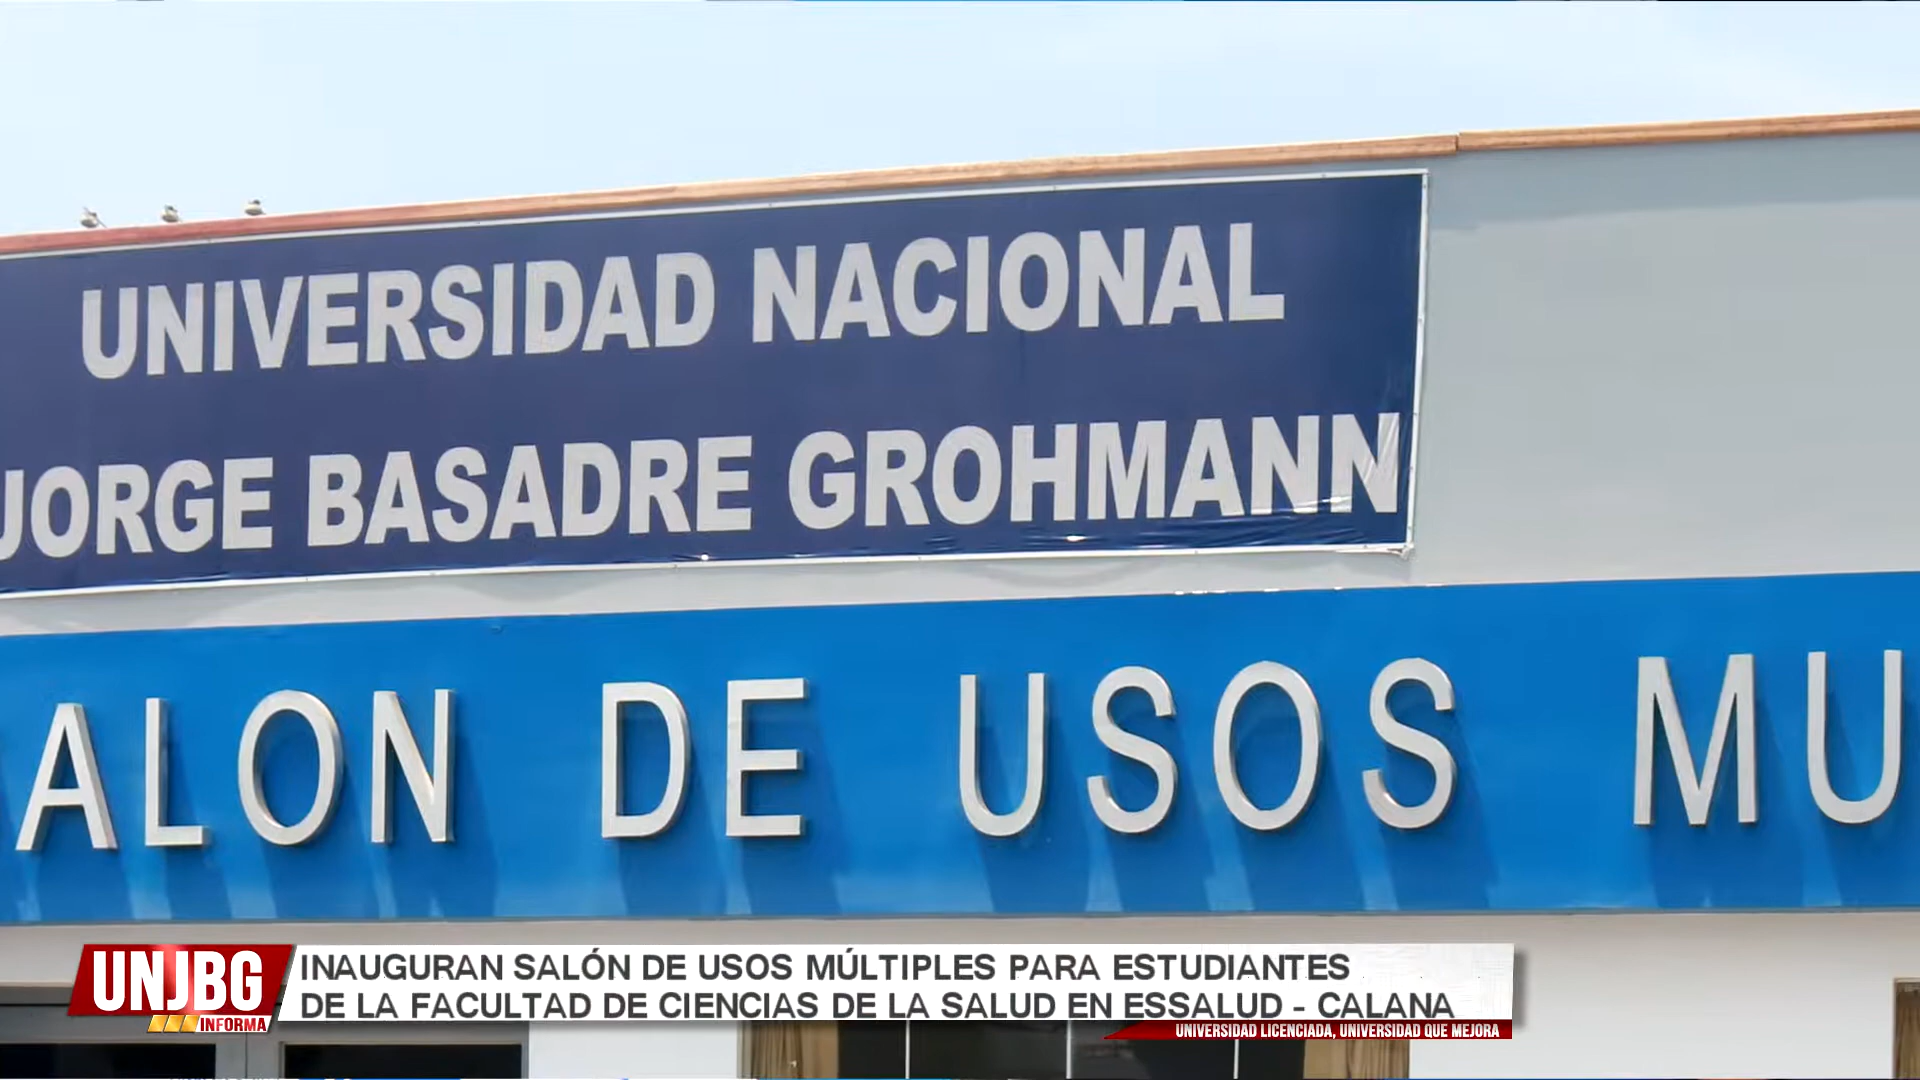 UNIVERSIDAD NACIONAL
JORGE BASADRE GROHMANN
ALON DE USOS MU
UNJBG
INFORMA
INAUGURAN SALÓN DE USOS MÚLTIPLES PARA ESTUDIANTES
DE LA FACULTAD DE CIENCIAS DE LA SALUD EN ESSALUD - CALANA
UNIVERSIDAD LICENCIADA, UNIVERSIDAD QUE MEJORA